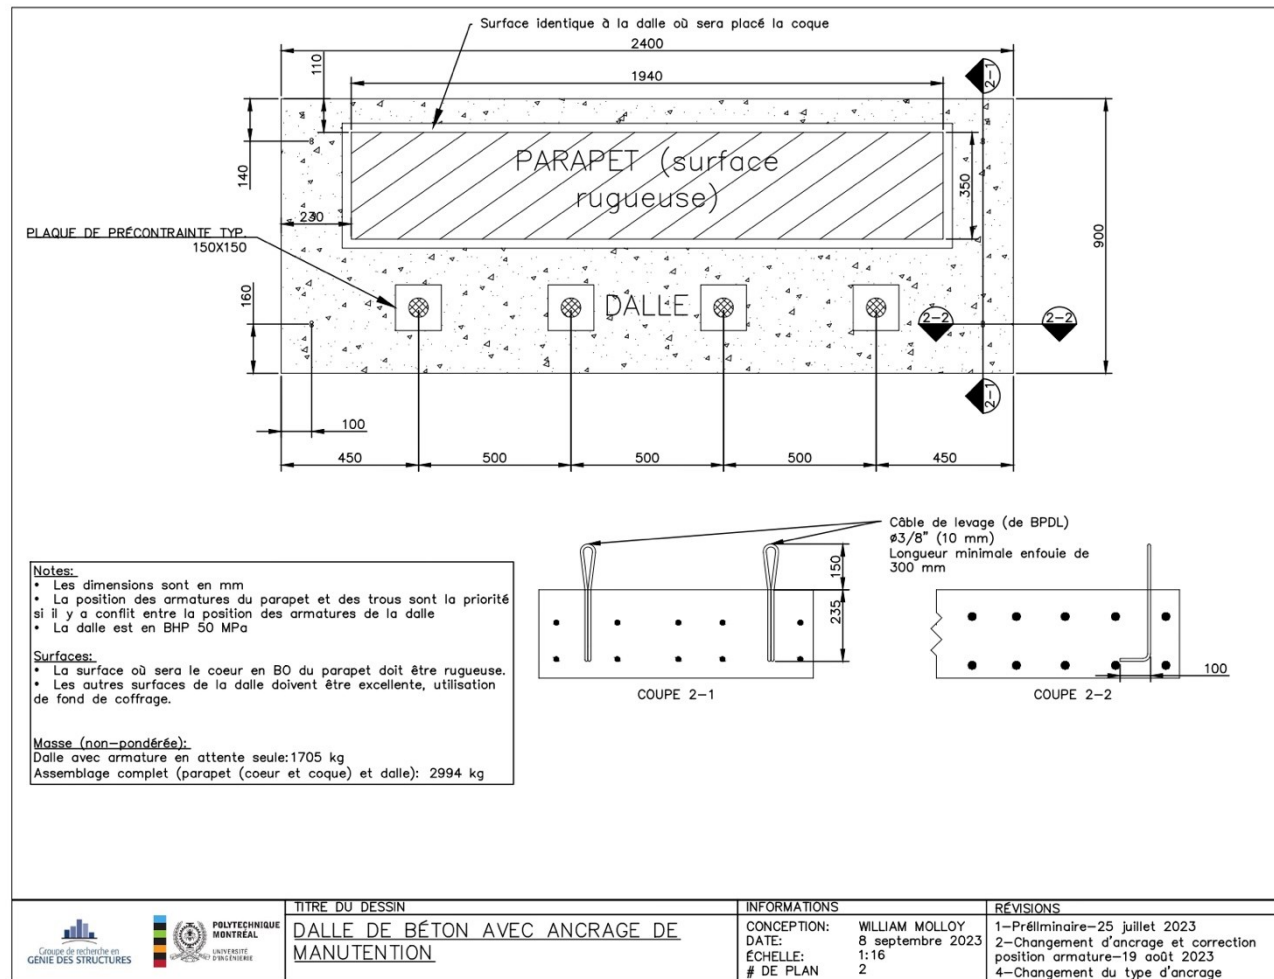 Surface identique à la dalle où sera placé la coque
2400
110
1940
2-1
PARAPET (surface
rugueuse)
140
350
900
230
PLAQUE DE PRÉCONTRAINTE TYP.
150X150
160
DALLE
2-2
2-2
2-1
100
450
500
500
500
450
Câble de levage (de BPDL)
ø3/8" (10 mm)
Longueur minimale enfouie de
300 mm
150
235
100
COUPE 2-1
COUPE 2-2
Notes:
• Les dimensions sont en mm
• La position des armatures du parapet et des trous sont la priorité
si il y a conflit entre la position des armatures de la dalle
• La dalle est en BHP 50 MPa
Surfaces:
• La surface où sera le coeur en BO du parapet doit être rugueuse.
• Les autres surfaces de la dalle doivent être excellente, utilisation
de fond de coffrage.
Masse (non-pondérée):
Dalle avec armature en attente seule:1705 kg
Assemblage complet (parapet (coeur et coque) et dalle): 2994 kg
Groupe de recherche en
GÉNIE DES STRUCTURES
POLYTECHNIQUE
MONTRÉAL
UNIVERSITÉ
D'INGÉNIERIE
TITRE DU DESSIN
DALLE DE BÉTON AVEC ANCRAGE DE
MANUTENTION
INFORMATIONS
CONCEPTION: WILLIAM MOLLOY
DATE: 8 septembre 2023
ÉCHELLE: 1:16
# DE PLAN 2
RÉVISIONS
1-Préliminaire-25 juillet 2023
2-Changement d'ancrage et correction
position armature-19 août 2023
4-Changement du type d'ancrage